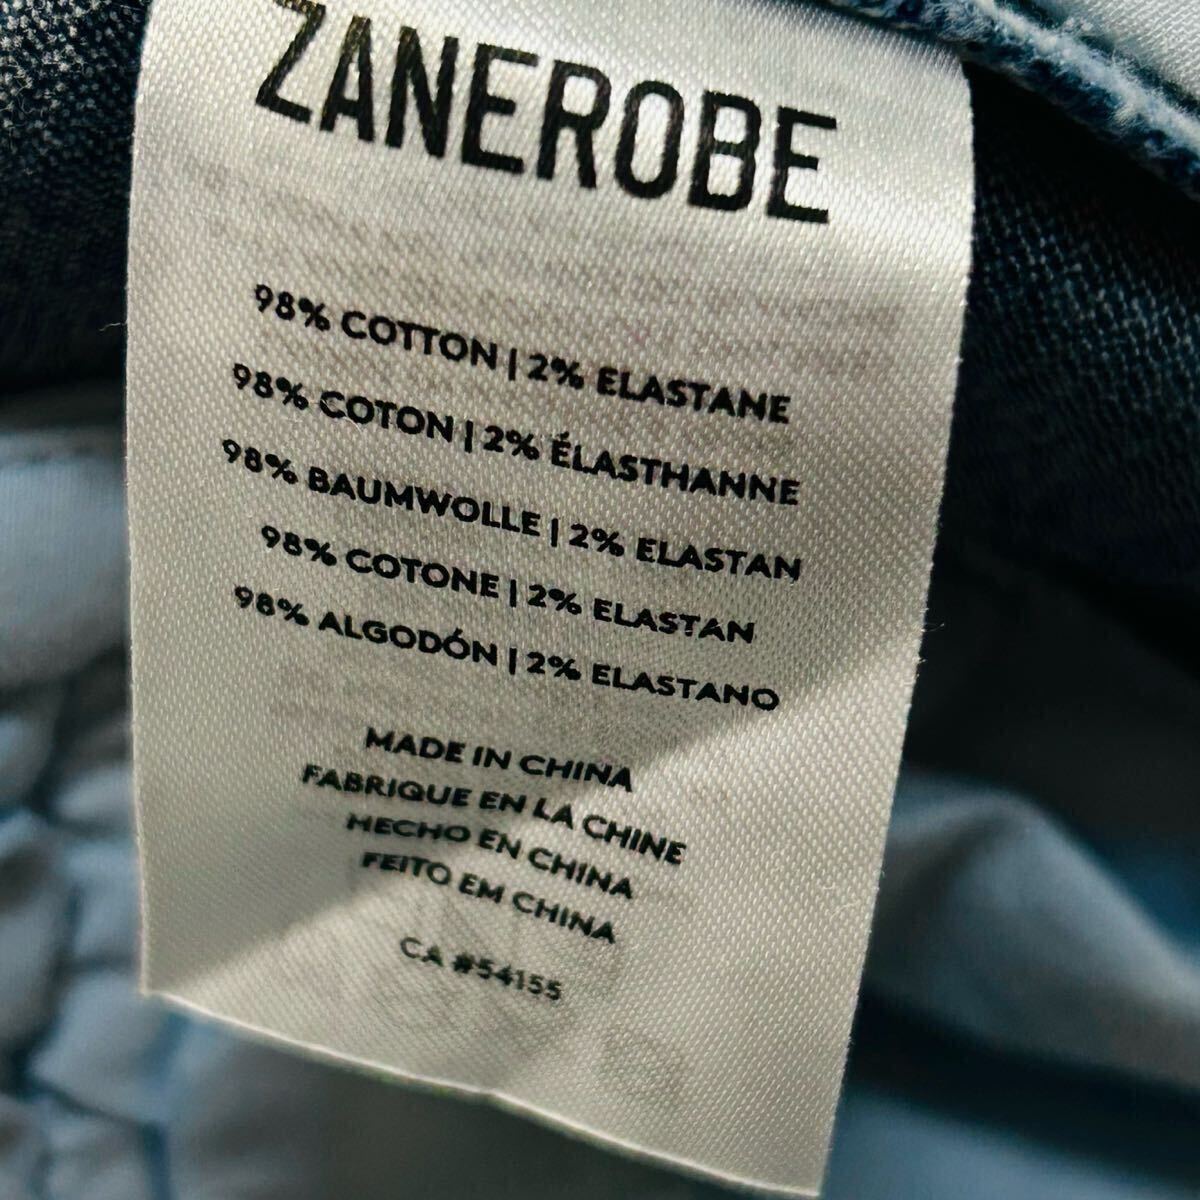 ZANEROBE
98% COTTON | 2% ELASTANE
98% COTON | 2% ÉLASTHANNE
98% BAUMWOLLE | 2% ELASTAN
98% COTONE | 2% ELASTAN
98% ALGODÓN | 2% ELASTANO
MADE IN CHINA
FABRIQUE EN LA CHINE
HECHO EN CHINA
FEITO EM CHINA
CA #54155